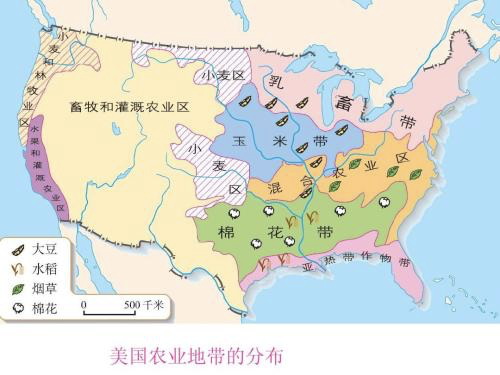 小麦和林牧业区
水果和灌溉农业区
畜牧和灌溉农业区
小麦区
小麦区
乳畜带
玉米带
混合农业区
棉花带
亚热带作物带
大豆
水稻
烟草
棉花
0 500千米
美国农业地带的分布